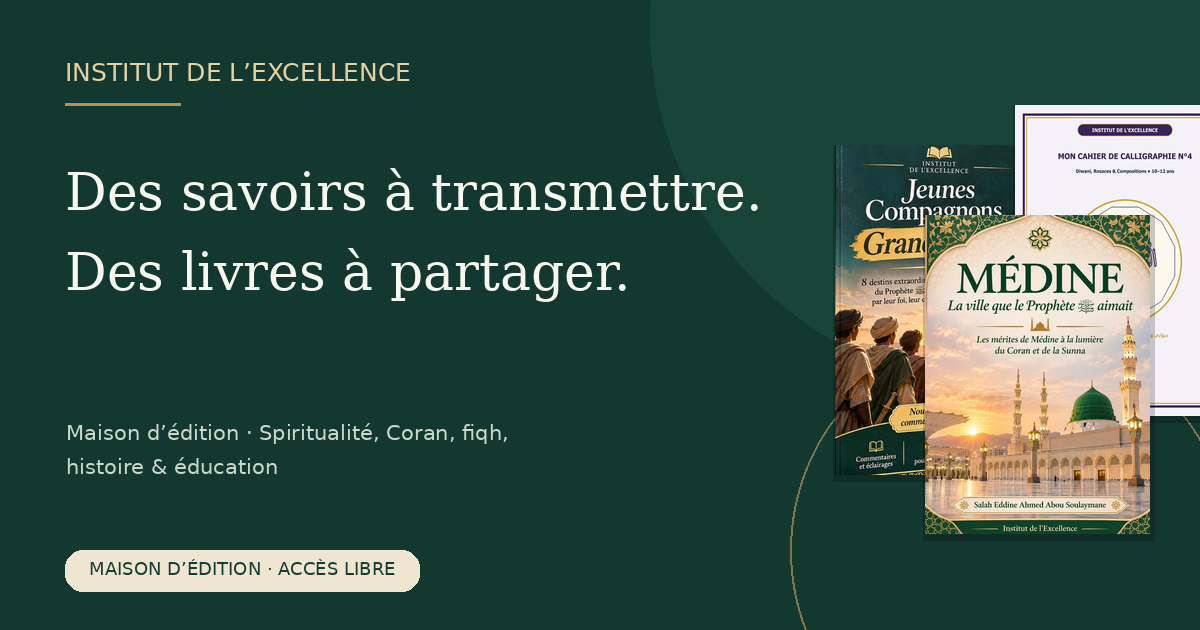 INSTITUT DE L’EXCELLENCE
Des savoirs à transmettre.
Des livres à partager.
Maison d’édition · Spiritualité, Coran, fiqh,
histoire & éducation
MAISON D’ÉDITION · ACCÈS LIBRE
INSTITUT
DE L'EXCELLENCE
Jeunes
Compagnons
8 destins
du Prophète ﷺ
par leur foi, leur
Commentaires
et éclairages
INSTITUT DE L'EXCELLENCE
MON CAHIER DE CALLIGRAPHIE N°4
Diwani, Rosaces & Compositions • 10–12 ans
MÉDINE
La ville que le Prophète ﷺ aimait
Les mérites de Médine à la lumière
du Coran et de la Sunna
Salah Eddine Ahmed Abou Soulaymane
Institut de l'Excellence